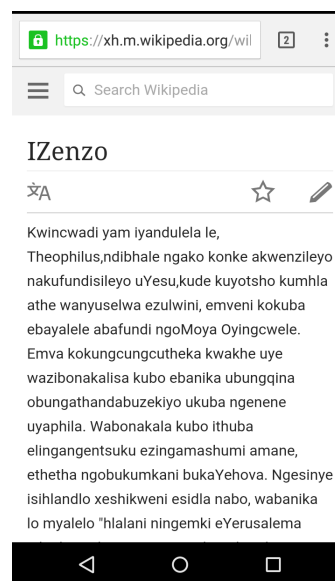 https://xh.m.wikipedia.org/wil
2
Search Wikipedia
IZenzo
文A
Kwincwadi yam iyandulela le,
Theophilus,ndibhale ngako konke akwenzileyo
nakufundisileyo uYesu,kude kuyotsho kumhla
athe wanyuselwa ezulwini, emveni kokuba
ebayalele abafundi ngoMoya Oyingcwele.
Emva kokungcungcutheka kwakhe uye
wazibonakalisa kubo ebanika ubungqina
obungathandabuzekiyo ukuba ngenene
uyaphila. Wabonakala kubo ithuba
elingangentsuku ezingamashumi amane,
ethetha ngobukumkani bukaYehova. Ngesinye
isihlandlo xeshikweni esidla nabo, wabanika
lo myalelo "hlalani ningemki eYerusalema